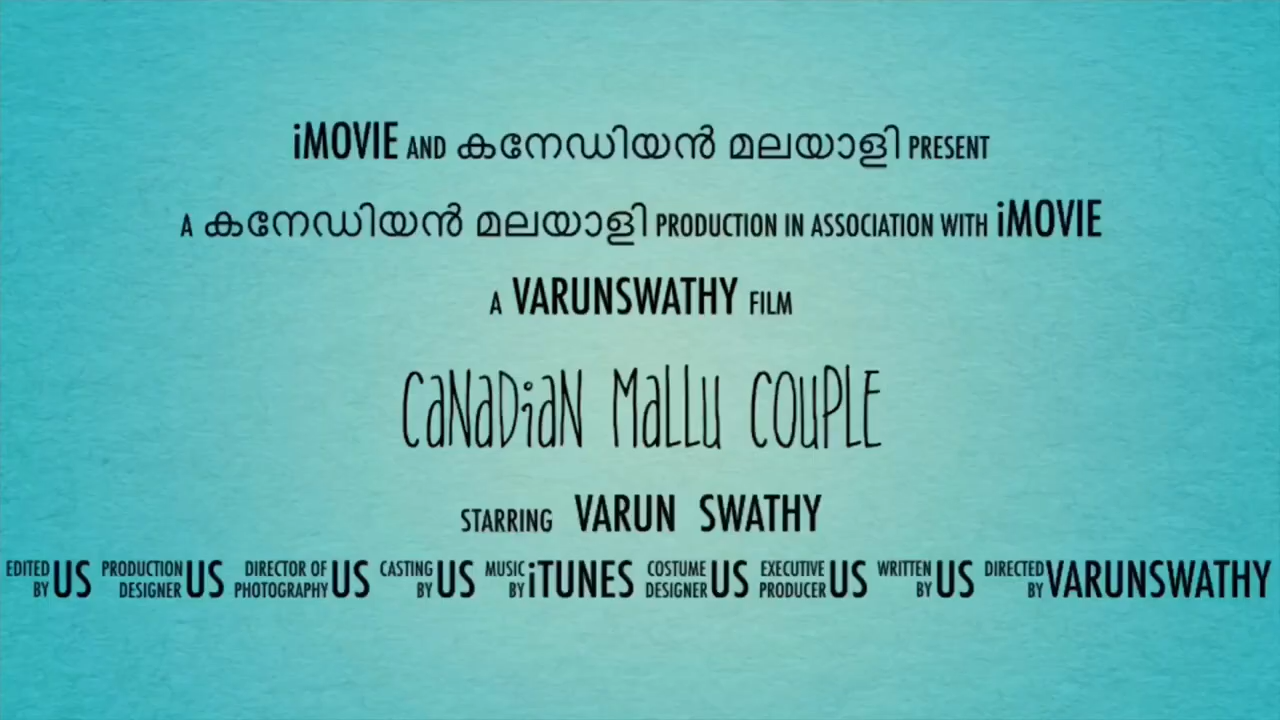 iMOVIE AND കനേഡിയൻ മലയാളി PRESENT
A കനേഡിയൻ മലയാളി PRODUCTION IN ASSOCIATION WITH iMOVIE
A VARUNSWATHY FILM
CaNaDiaN MaLLu COuPLE
STARRING VARUN SWATHY
EDITED BY US PRODUCTION DESIGNER US DIRECTOR OF PHOTOGRAPHY US CASTING BY US MUSIC BY iTUNES COSTUME DESIGNER US EXECUTIVE PRODUCER US WRITTEN BY US DIRECTED BY VARUNSWATHY